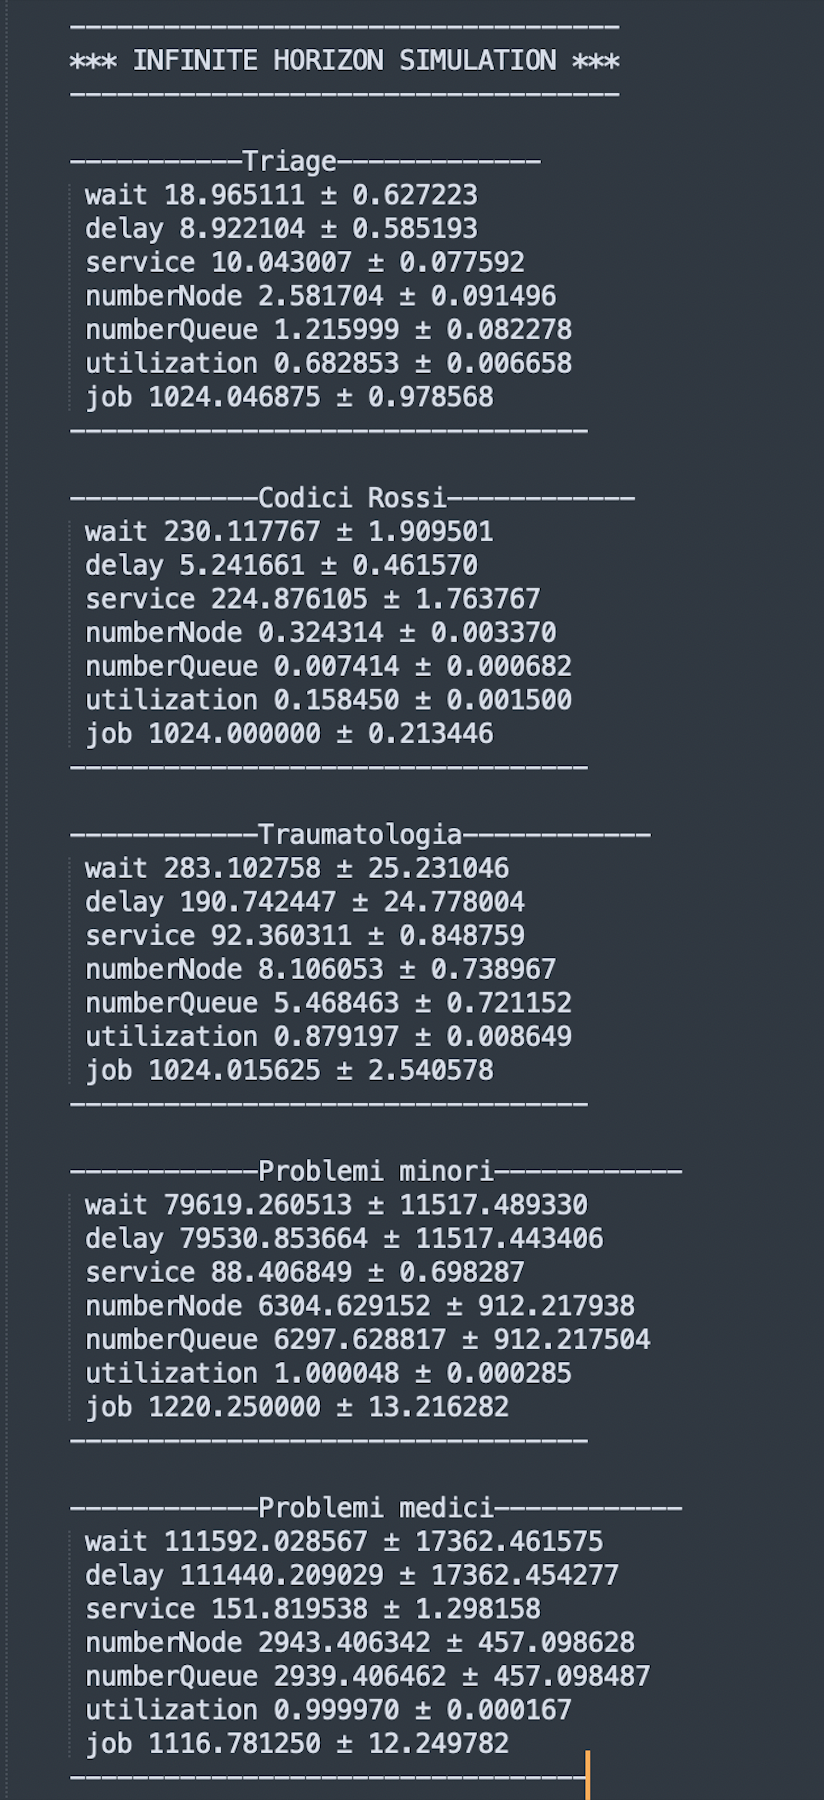 -----------------------------------
*** INFINITE HORIZON SIMULATION ***
-----------------------------------
-----------Triage-------------
wait 18.965111 ± 0.627223
delay 8.922104 ± 0.585193
service 10.043007 ± 0.077592
numberNode 2.581704 ± 0.091496
numberQueue 1.215999 ± 0.082278
utilization 0.682853 ± 0.006658
job 1024.046875 ± 0.978568
---------------------------------
------------Codici Rossi------------
wait 230.117767 ± 1.909501
delay 5.241661 ± 0.461570
service 224.876105 ± 1.763767
numberNode 0.324314 ± 0.003370
numberQueue 0.007414 ± 0.000682
utilization 0.158450 ± 0.001500
job 1024.000000 ± 0.213446
---------------------------------
------------Traumatologia------------
wait 283.102758 ± 25.231046
delay 190.742447 ± 24.778004
service 92.360311 ± 0.848759
numberNode 8.106053 ± 0.738967
numberQueue 5.468463 ± 0.721152
utilization 0.879197 ± 0.008649
job 1024.015625 ± 2.540578
---------------------------------
------------Problemi minori------------
wait 79619.260513 ± 11517.489330
delay 79530.853664 ± 11517.443406
service 88.406849 ± 0.698287
numberNode 6304.629152 ± 912.217938
numberQueue 6297.628817 ± 912.217504
utilization 1.000048 ± 0.000285
job 1220.250000 ± 13.216282
---------------------------------
------------Problemi medici------------
wait 111592.028567 ± 17362.461575
delay 111440.209029 ± 17362.454277
service 151.819538 ± 1.298158
numberNode 2943.406342 ± 457.098628
numberQueue 2939.406462 ± 457.098487
utilization 0.999970 ± 0.000167
job 1116.781250 ± 12.249782
---------------------------------